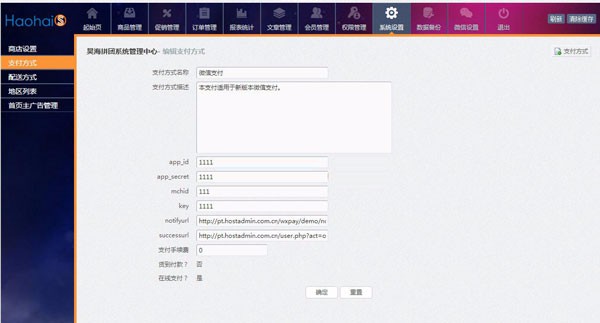 Haohai S
起始页 商品管理 促销管理 订单管理 报表统计 文章管理 会员管理 权限管理 系统设置 数据备份 微信设置 退出
刷新 清除缓存
商店设置
支付方式
配送方式
地区列表
首页主广告管理
昊海拼团系统管理中心 - 编辑支付方式
支付方式
支付方式名称 微信支付
支付方式描述 本支付适用于新版本微信支付。
app_id 1111
app_secret 1111
mchid 111
key 1111
notifyurl http://pt.hostadmin.com.cn/wxpay/demo/no
successurl http://pt.hostadmin.com.cn/user.php?act=o
支付手续费 0
货到付款？ 否
在线支付？ 是
确定 重置